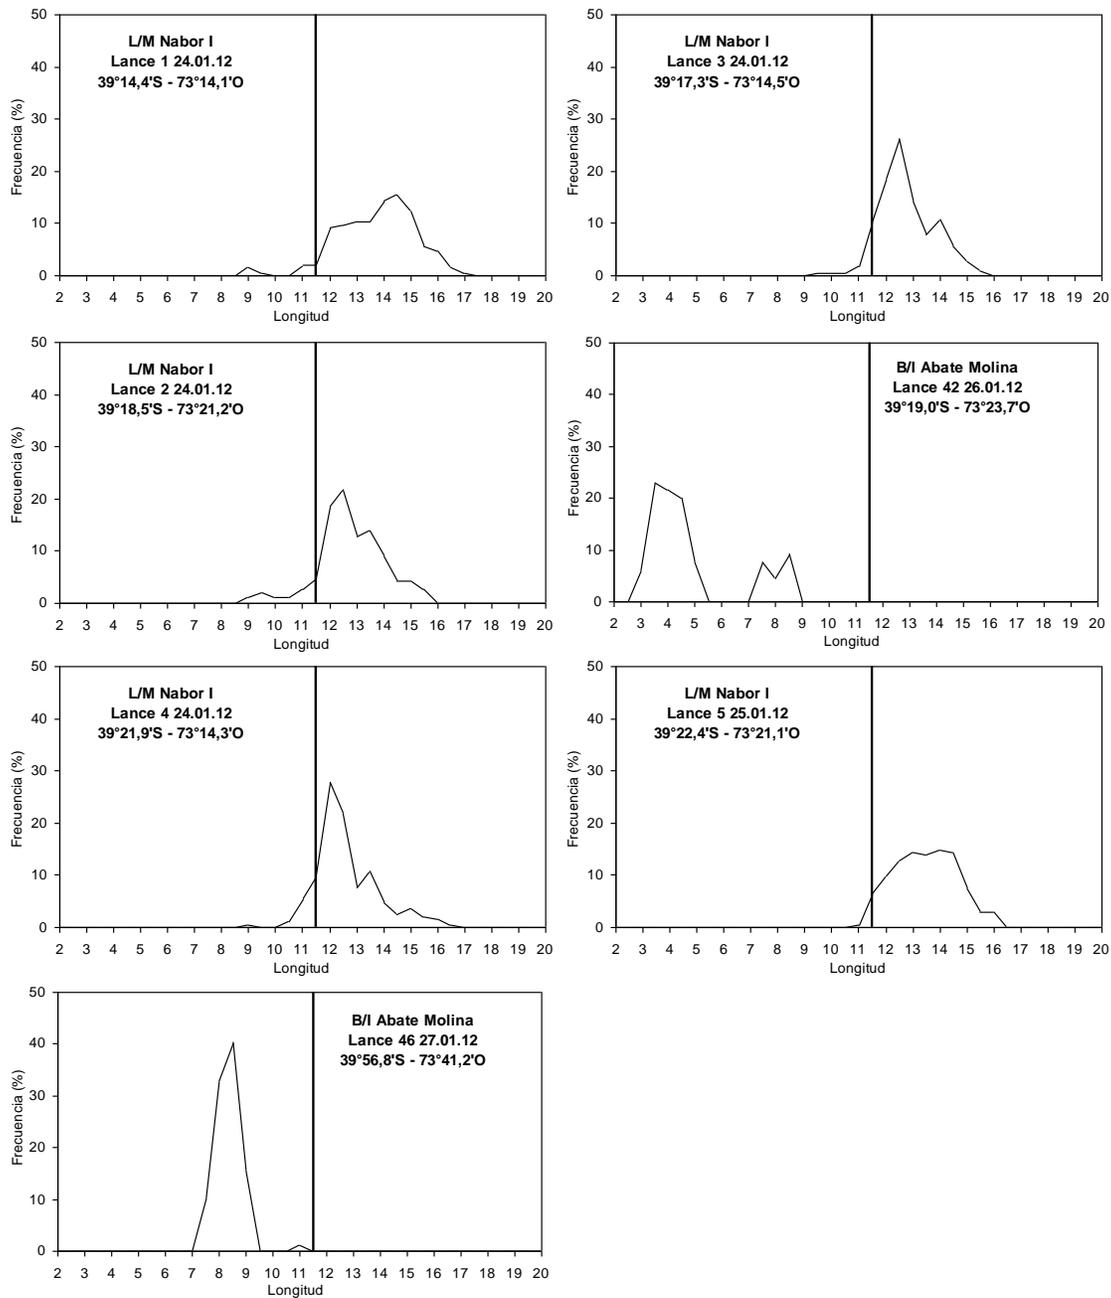 50
40
30
20
10
0
Frecuencia (%)
L/M Nabor I
Lance 1 24.01.12
39°14,4'S - 73°14,1'O
2 3 4 5 6 7 8 9 10 11 12 13 14 15 16 17 18 19 20
Longitud
50
40
30
20
10
0
Frecuencia (%)
L/M Nabor I
Lance 3 24.01.12
39°17,3'S - 73°14,5'O
2 3 4 5 6 7 8 9 10 11 12 13 14 15 16 17 18 19 20
Longitud
50
40
30
20
10
0
Frecuencia (%)
L/M Nabor I
Lance 2 24.01.12
39°18,5'S - 73°21,2'O
2 3 4 5 6 7 8 9 10 11 12 13 14 15 16 17 18 19 20
Longitud
50
40
30
20
10
0
Frecuencia (%)
B/I Abate Molina
Lance 42 26.01.12
39°19,0'S - 73°23,7'O
2 3 4 5 6 7 8 9 10 11 12 13 14 15 16 17 18 19 20
Longitud
50
40
30
20
10
0
Frecuencia (%)
L/M Nabor I
Lance 4 24.01.12
39°21,9'S - 73°14,3'O
2 3 4 5 6 7 8 9 10 11 12 13 14 15 16 17 18 19 20
Longitud
50
40
30
20
10
0
Frecuencia (%)
L/M Nabor I
Lance 5 25.01.12
39°22,4'S - 73°21,1'O
2 3 4 5 6 7 8 9 10 11 12 13 14 15 16 17 18 19 20
Longitud
50
40
30
20
10
0
Frecuencia (%)
B/I Abate Molina
Lance 46 27.01.12
39°56,8'S - 73°41,2'O
2 3 4 5 6 7 8 9 10 11 12 13 14 15 16 17 18 19 20
Longitud